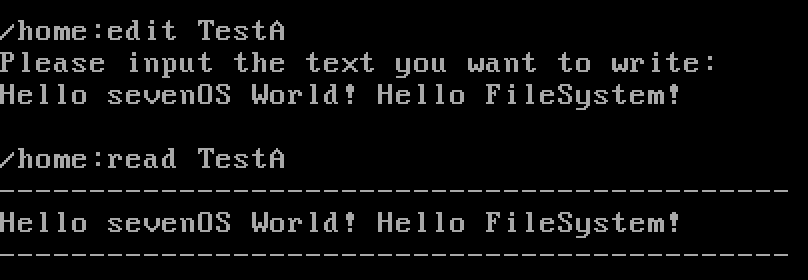 /home:edit TestA
Please input the text you want to write:
Hello sevenOS World! Hello FileSystem!
/home:read TestA
--------------------------------------------
Hello sevenOS World! Hello FileSystem!
--------------------------------------------